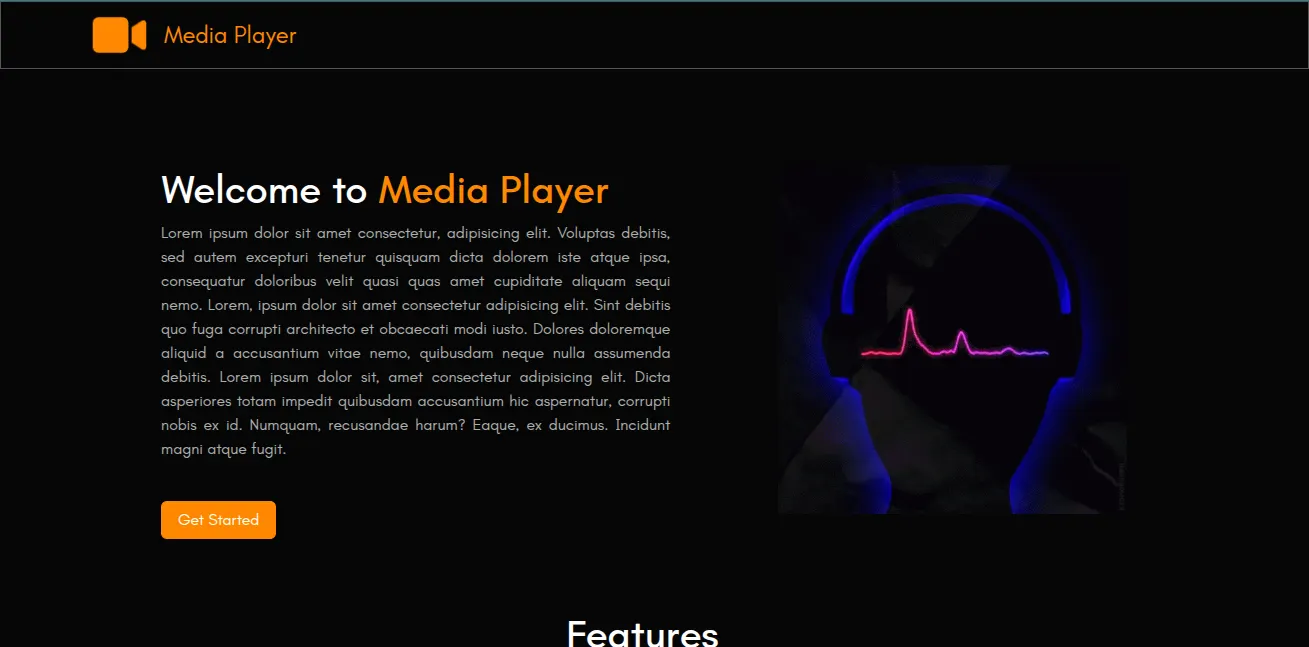 Media Player
Welcome to Media Player
Lorem ipsum dolor sit amet consectetur, adipisicing elit. Voluptas debitis,
sed autem excepturi tenetur quisquam dicta dolorem iste atque ipsa,
consequatur doloribus velit quasi quas amet cupiditate aliquam sequi
nemo. Lorem, ipsum dolor sit amet consectetur adipisicing elit. Sint debitis
quo fuga corrupti architecto et obcaecati modi iusto. Dolores doloremque
aliquid a accusantium vitae nemo, quibusdam neque nulla assumenda
debitis. Lorem ipsum dolor sit, amet consectetur adipisicing elit. Dicta
asperiores totam impedit quibusdam accusantium hic aspernatur, corrupti
nobis ex id. Numquam, recusandae harum? Eaque, ex ducimus. Incidunt
magni atque fugit.
Get Started
Features